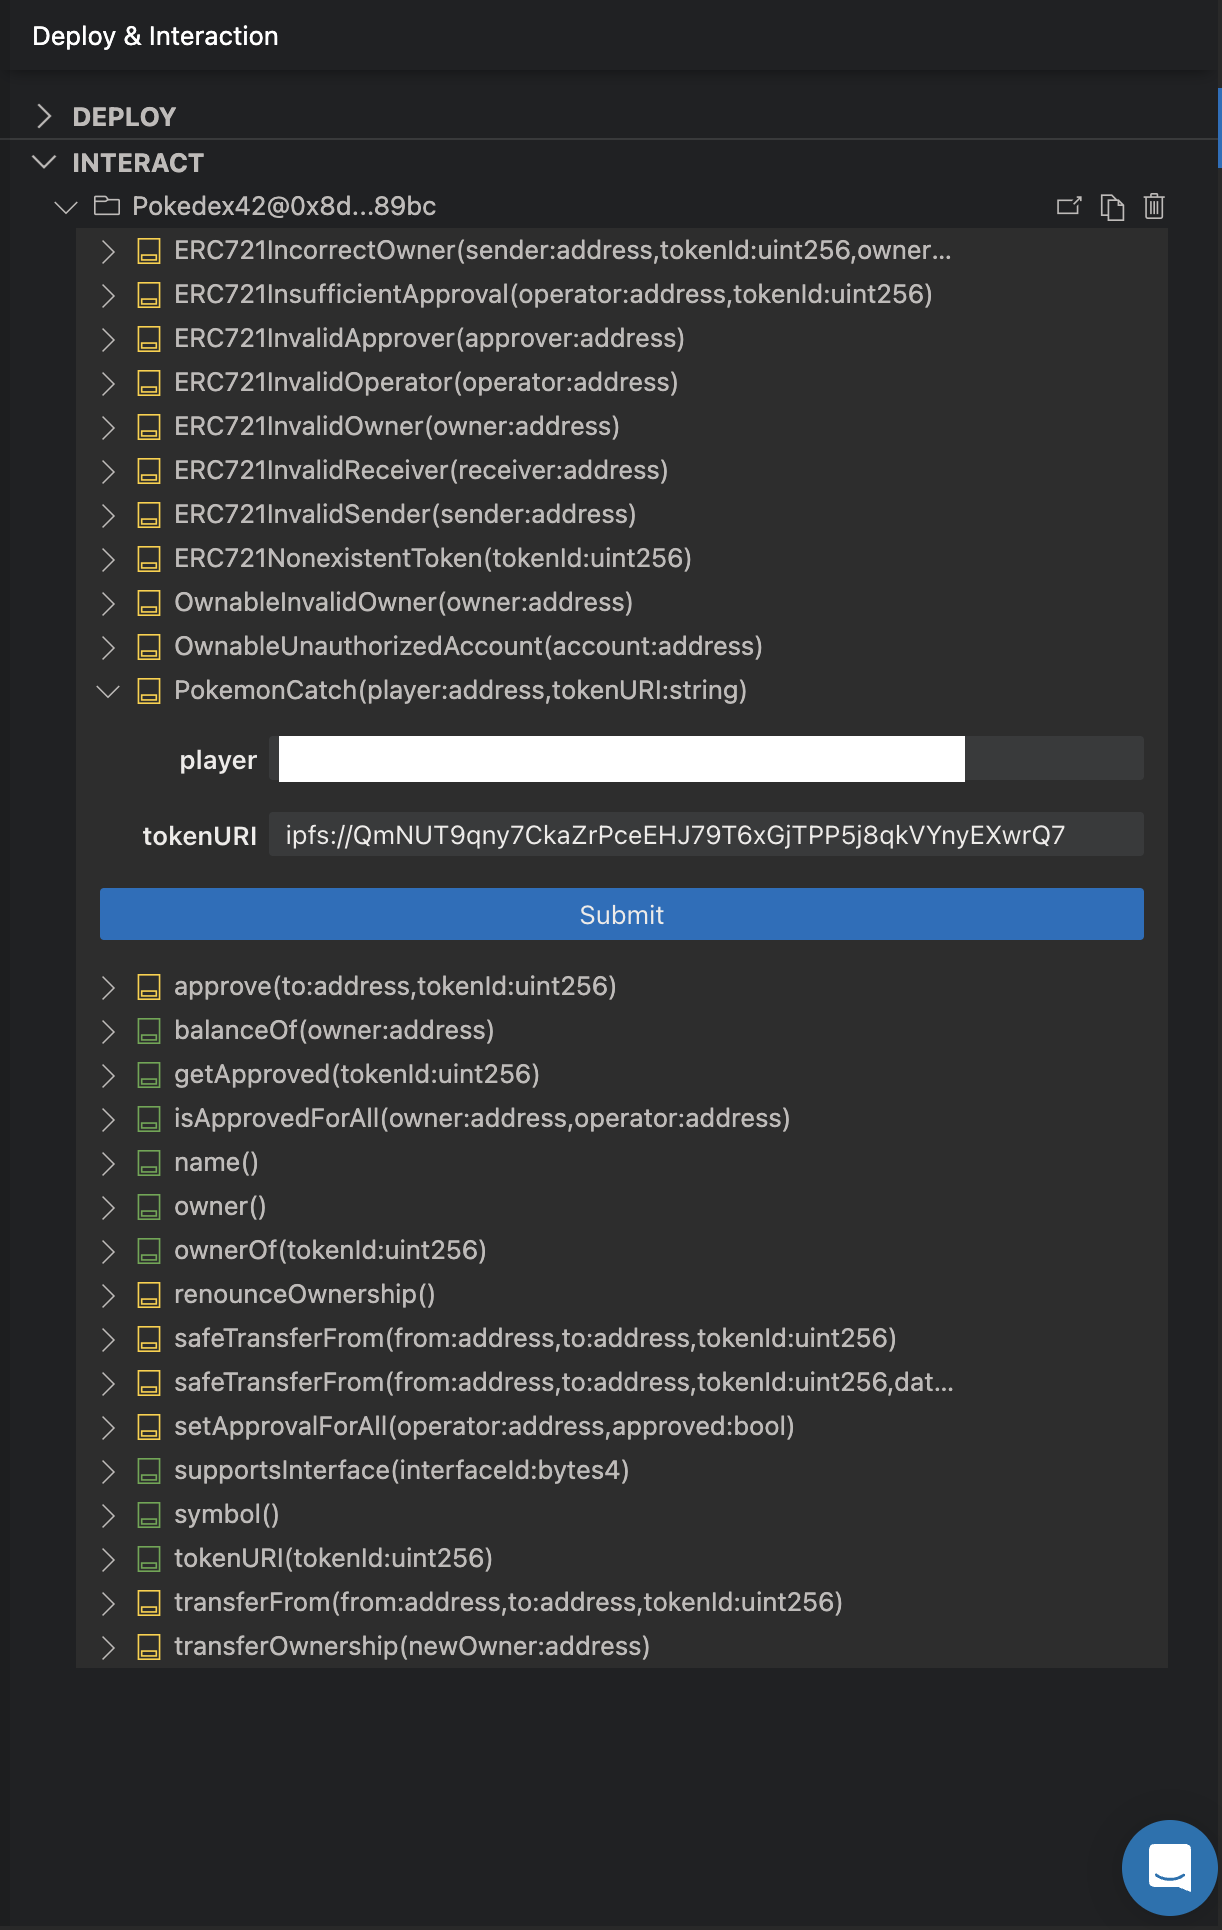 Deploy & Interaction
DEPLOY
INTERACT
Pokedex42@0x8d...89bc
ERC721IncorrectOwner(sender:address,tokenId:uint256,owner...
ERC721InsufficientApproval(operator:address,tokenId:uint256)
ERC721InvalidApprover(approver:address)
ERC721InvalidOperator(operator:address)
ERC721InvalidOwner(owner:address)
ERC721InvalidReceiver(receiver:address)
ERC721InvalidSender(sender:address)
ERC721NonexistentToken(tokenId:uint256)
OwnableInvalidOwner(owner:address)
OwnableUnauthorizedAccount(account:address)
PokemonCatch(player:address,tokenURI:string)
player
tokenURI ipfs://QmNUT9qny7CkaZrPceEHJ79T6xGjTPP5j8qkVYnyEXwrQ7
Submit
approve(to:address,tokenId:uint256)
balanceOf(owner:address)
getApproved(tokenId:uint256)
isApprovedForAll(owner:address,operator:address)
name()
owner()
ownerOf(tokenId:uint256)
renounceOwnership()
safeTransferFrom(from:address,to:address,tokenId:uint256)
safeTransferFrom(from:address,to:address,tokenId:uint256,dat...
setApprovalForAll(operator:address,approved:bool)
supportsInterface(interfaceId:bytes4)
symbol()
tokenURI(tokenId:uint256)
transferFrom(from:address,to:address,tokenId:uint256)
transferOwnership(newOwner:address)